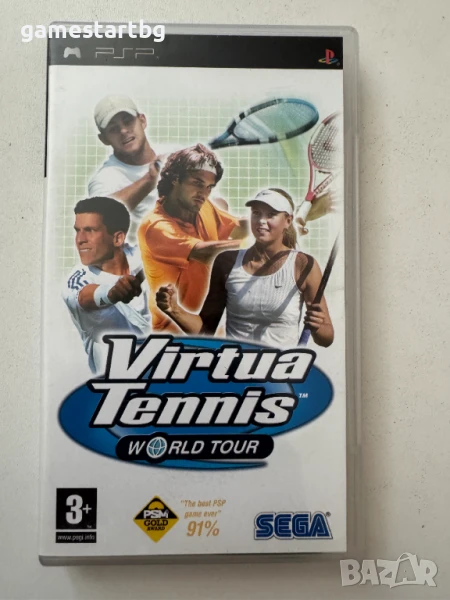 gamestartbg
PSP
Virtua
Tennis™
WORLD TOUR
3+
www.pegi.info
PSM
GOLD
AWARD
"The best PSP
game ever"
91%
SEGA
BAZAR